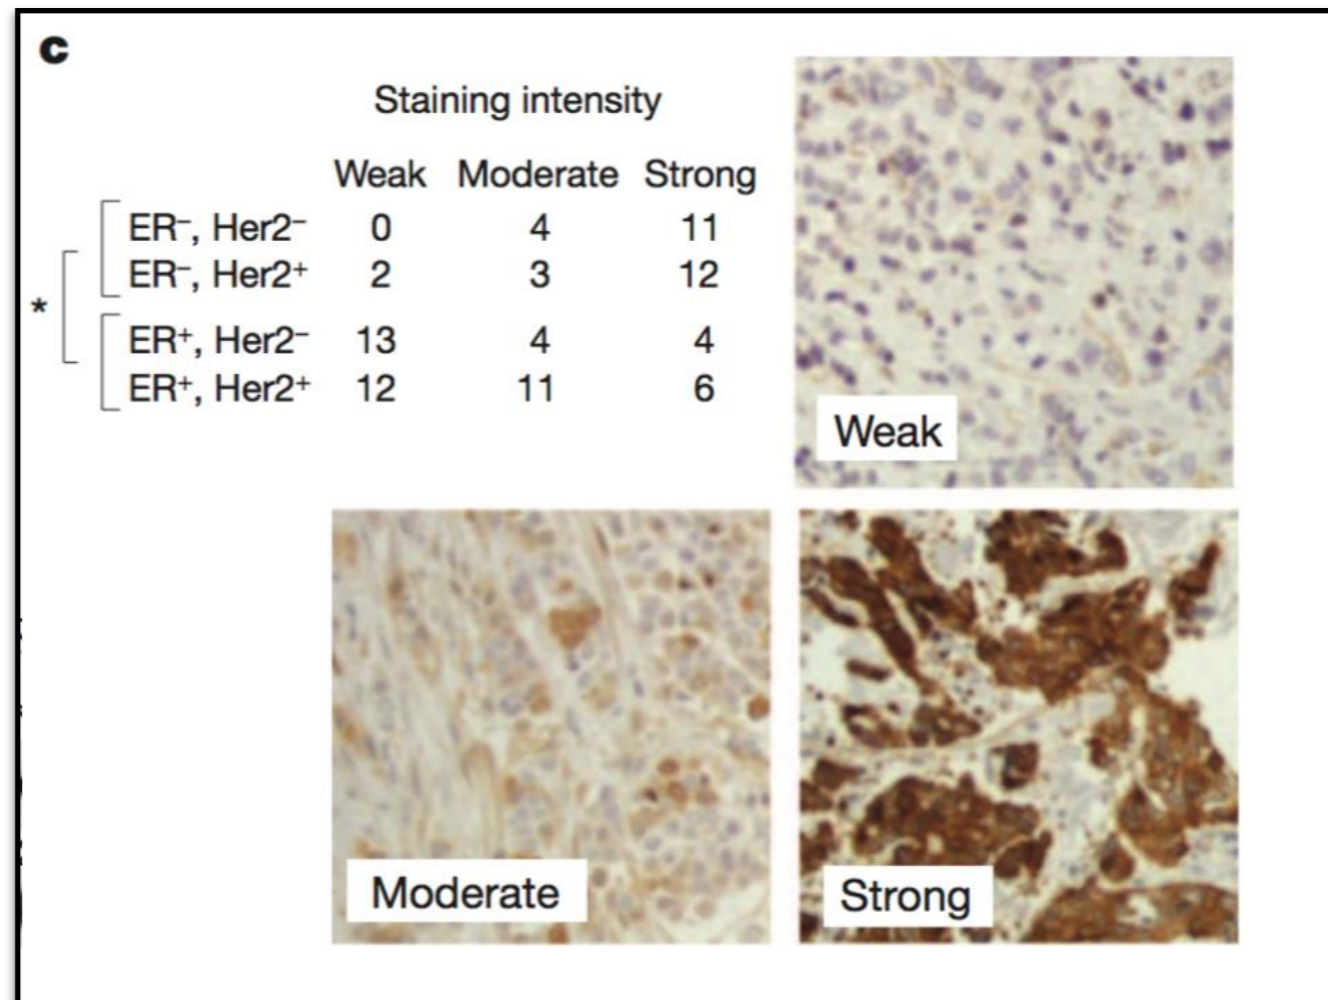 c
Staining intensity
Weak Moderate Strong
ER⁻, Her2⁻ 0 4 11
ER⁻, Her2⁺ 2 3 12
*
ER⁺, Her2⁻ 13 4 4
ER⁺, Her2⁺ 12 11 6
Weak
Moderate
Strong